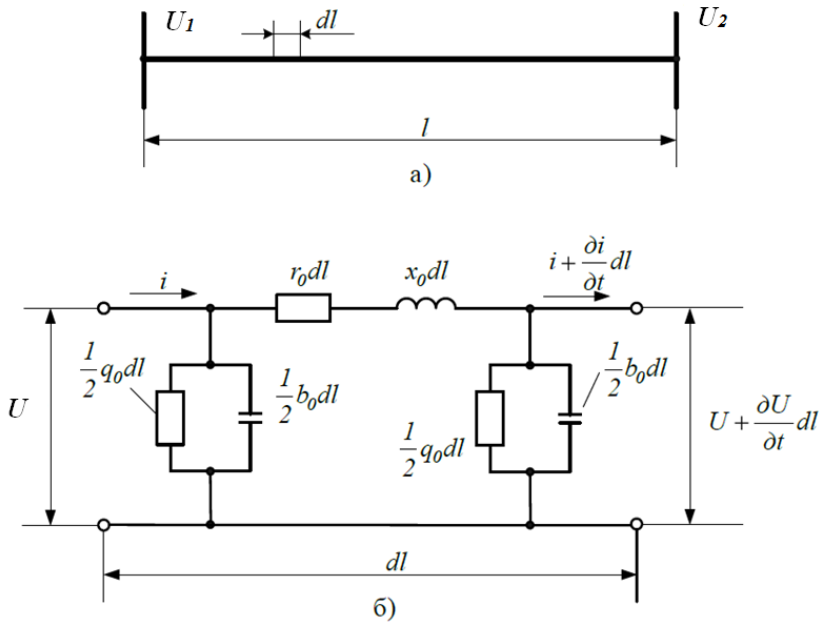 U1 dl U2
l
а)
i r0dl x0dl i + ∂i/∂t dl
1/2 q0dl 1/2 b0dl 1/2 b0dl
U 1/2 q0dl U + ∂U/∂t dl
dl
б)